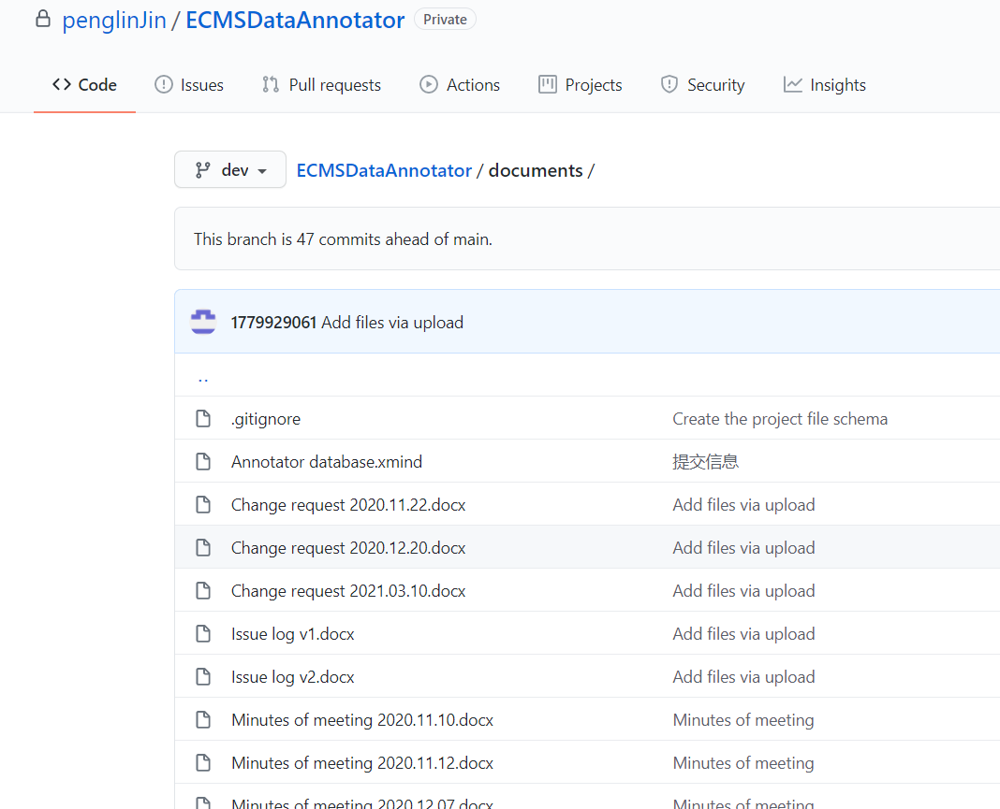 penglinJin / ECMSDataAnnotator Private
Code Issues Pull requests Actions Projects Security Insights
dev ECMSDataAnnotator / documents /
This branch is 47 commits ahead of main.
1779929061 Add files via upload
..
.gitignore Create the project file schema
Annotator database.xmind 提交信息
Change request 2020.11.22.docx Add files via upload
Change request 2020.12.20.docx Add files via upload
Change request 2021.03.10.docx Add files via upload
Issue log v1.docx Add files via upload
Issue log v2.docx Add files via upload
Minutes of meeting 2020.11.10.docx Minutes of meeting
Minutes of meeting 2020.11.12.docx Minutes of meeting
Minutes of meeting 2020.12.07.docx Minutes of meeting